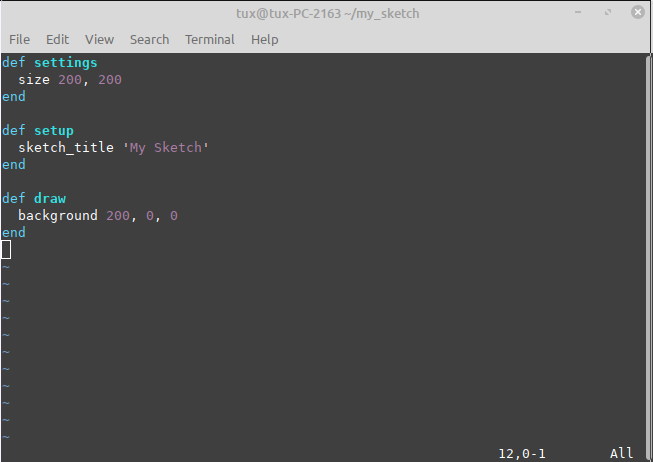 tux@tux-PC-2163 ~/my_sketch
File Edit View Search Terminal Help
def settings
  size 200, 200
end

def setup
  sketch_title 'My Sketch'
end

def draw
  background 200, 0, 0
end
~
~
~
~
~
~
~
~
~
~
~
12,0-1 All